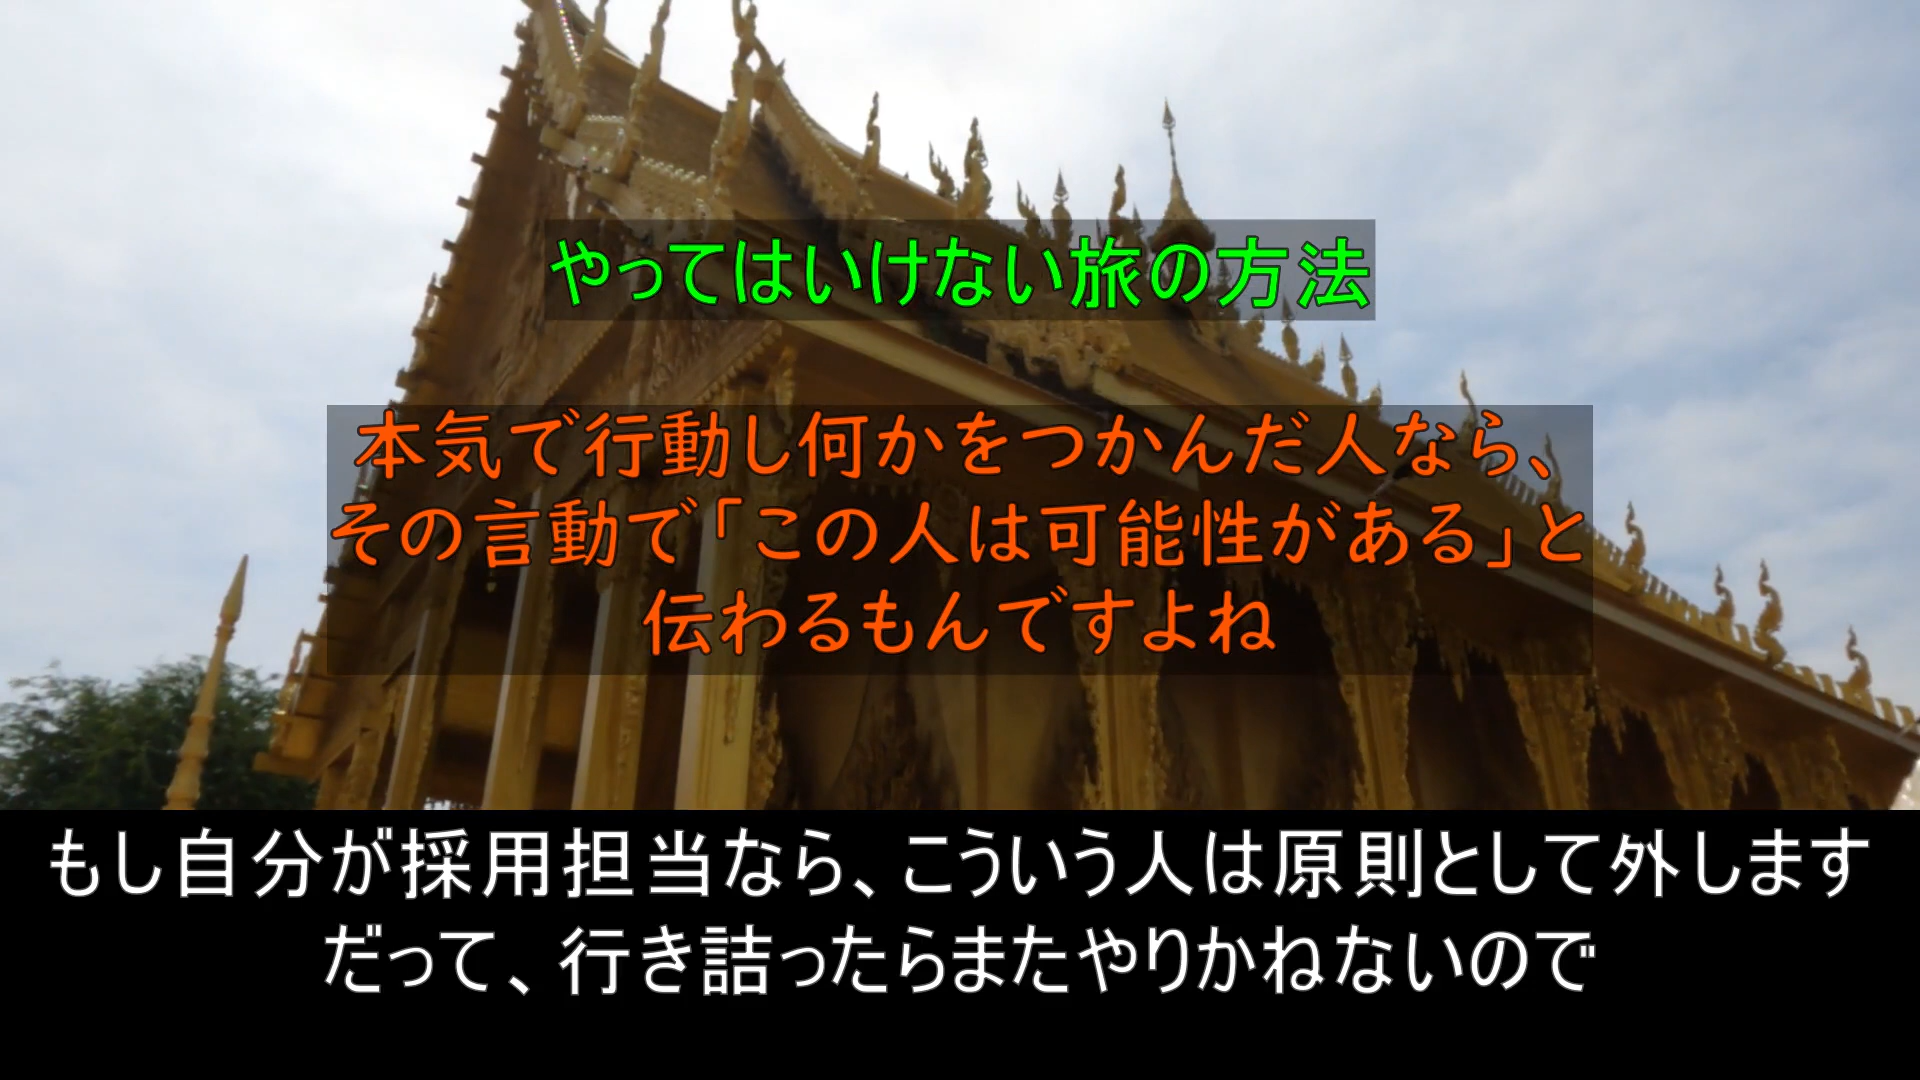 やってはいけない旅の方法
本気で行動し何かをつかんだ人なら、
その言動で「この人は可能性がある」と
伝わるもんですよね
もし自分が採用担当なら、こういう人は原則として外します
だって、行き詰ったらまたやりかねないので